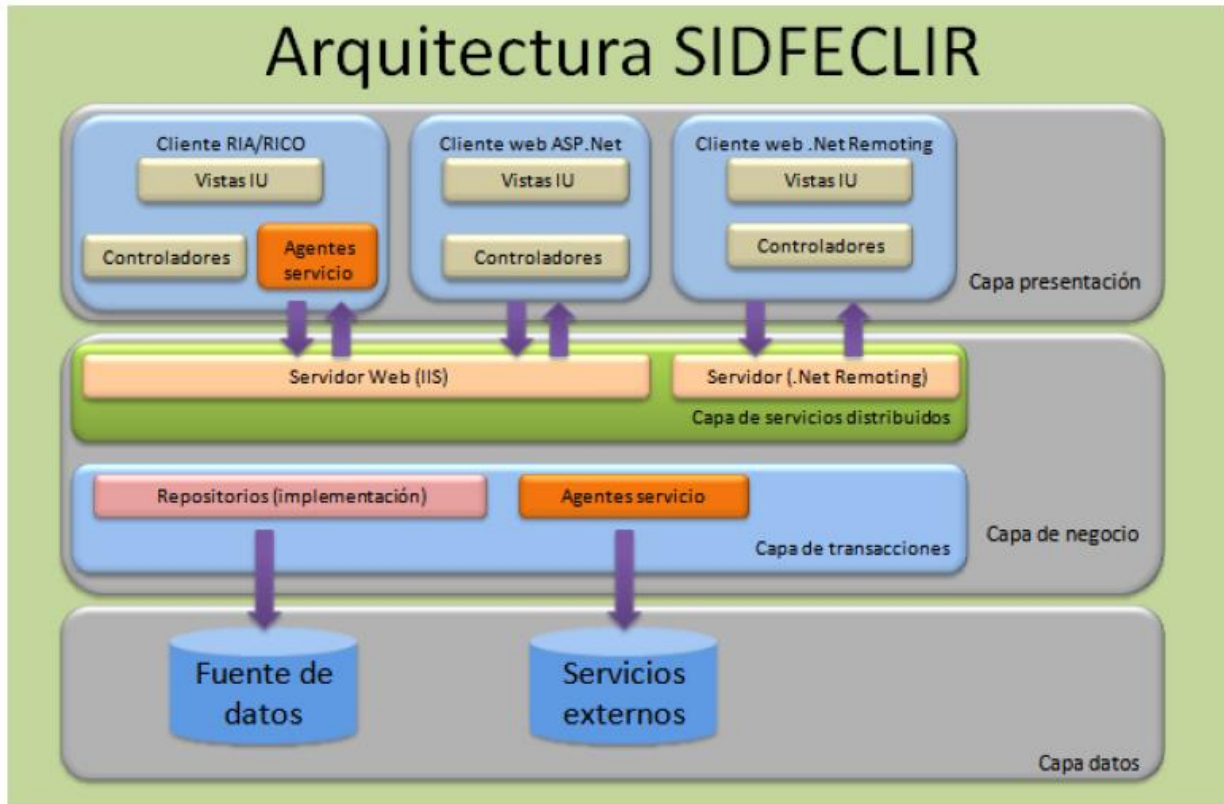 Arquitectura SIDFECLIR
Cliente RIA/RICO
Vistas IU
Controladores
Agentes
servicio
Cliente web ASP.Net
Vistas IU
Controladores
Cliente web .Net Remoting
Vistas IU
Controladores
Capa presentación
Servidor Web (IIS)
Servidor (.Net Remoting)
Capa de servicios distribuidos
Repositorios (implementación)
Agentes servicio
Capa de transacciones
Capa de negocio
Fuente de
datos
Servicios
externos
Capa datos